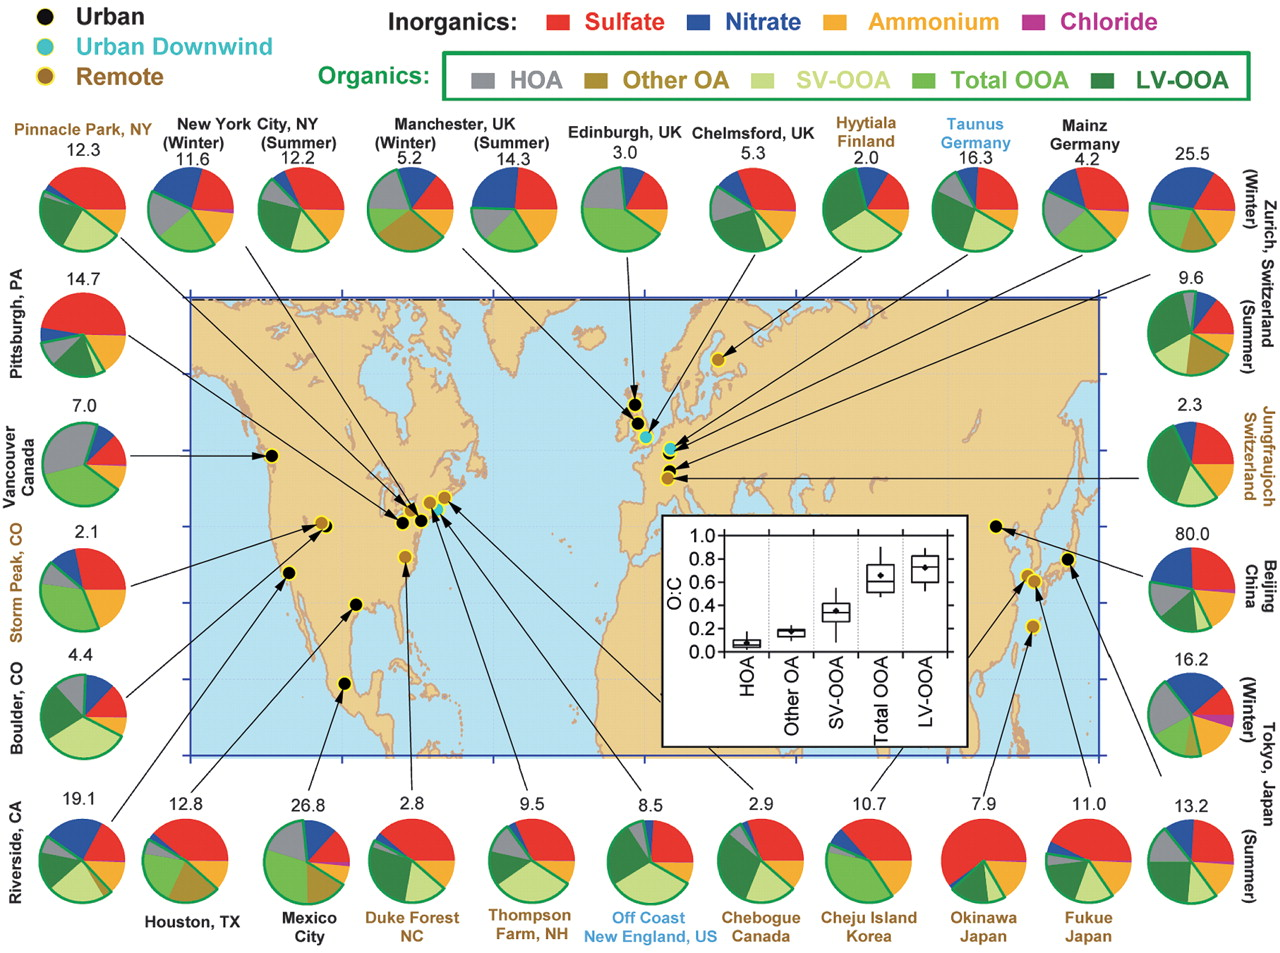 Urban
Urban Downwind
Remote
Inorganics: Sulfate Nitrate Ammonium Chloride
Organics: HOA Other OA SV-OOA Total OOA LV-OOA
Pinnacle Park, NY
12.3
New York City, NY
(Winter) (Summer)
11.6 12.2
Manchester, UK
(Winter) (Summer)
5.2 14.3
Edinburgh, UK
3.0
Chelmsford, UK
5.3
Hyytiala
Finland
2.0
Taunus
Germany
16.3
Mainz
Germany
4.2
25.5
(Winter)
Zurich, Switzerland
9.6
(Summer)
Pittsburgh, PA
14.7
Vancouver
Canada
7.0
Storm Peak, CO
2.1
Boulder, CO
4.4
Riverside, CA
19.1
2.3
Jungfraujoch
Switzerland
80.0
Beijing
China
16.2
(Winter)
Tokyo, Japan
13.2
(Summer)
O:C
1.0
0.8
0.6
0.4
0.2
0.0
HOA
Other OA
SV-OOA
Total OOA
LV-OOA
12.8
Houston, TX
26.8
Mexico
City
2.8
Duke Forest
NC
9.5
Thompson
Farm, NH
8.5
Off Coast
New England, US
2.9
Chebogue
Canada
10.7
Cheju Island
Korea
7.9
Okinawa
Japan
11.0
Fukue
Japan